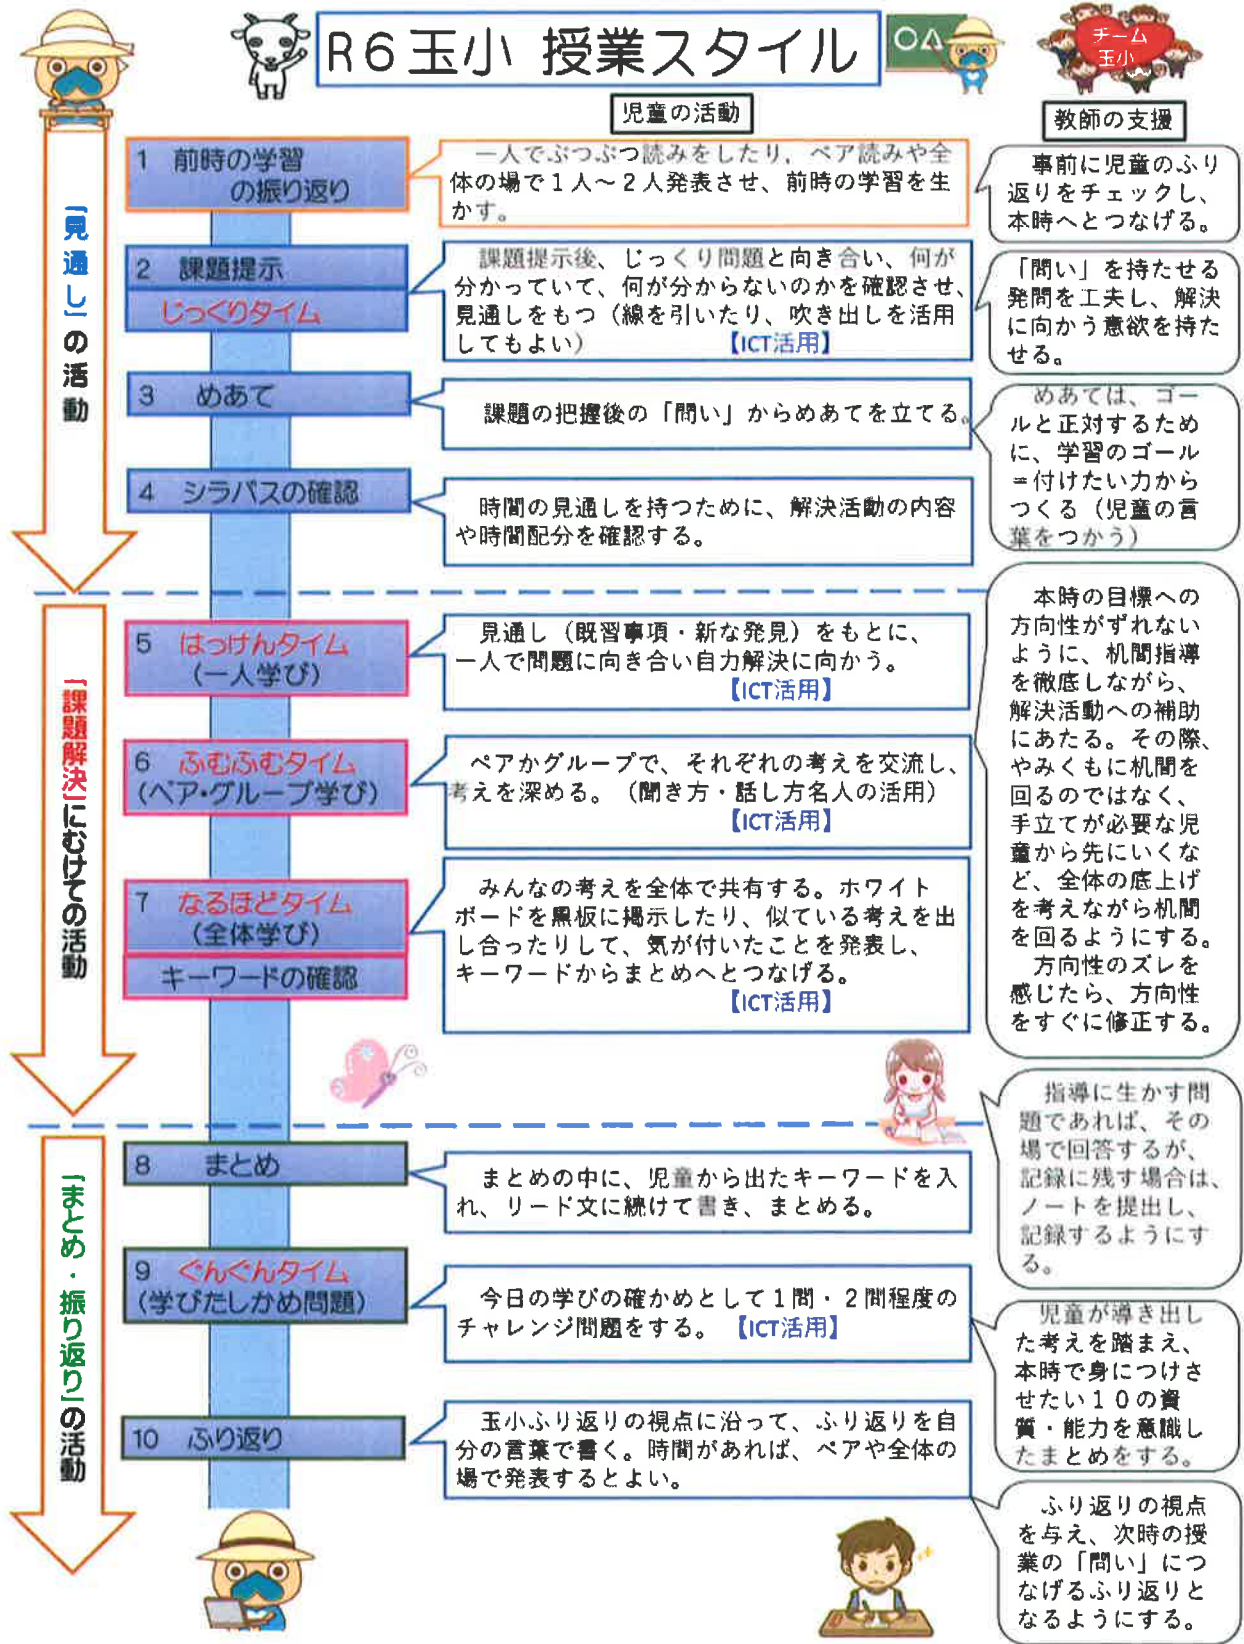 R6玉小 授業スタイル
○△
チーム
玉小
児童の活動
教師の支援
「見通し」の活動
1 前時の学習
の振り返り
一人でぶつぶつ読みをしたり、ペア読みや全
体の場で1人～2人発表させ、前時の学習を生
かす。
事前に児童のふり
返りをチェックし、
本時へとつなげる。
2 課題提示
じっくりタイム
課題提示後、じっくり問題と向き合い、何が
分かっていて、何が分からないのかを確認させ、
見通しをもつ（線を引いたり、吹き出しを活用
してもよい） 【ICT活用】
「問い」を持たせる
発問を工夫し、解決
に向かう意欲を持た
せる。
3 めあて
課題の把握後の「問い」からめあてを立てる。
めあては、ゴー
ルと正対するため
に、学習のゴール
＝付けたい力から
つくる（児童の言
葉をつかう）
4 シラバスの確認
時間の見通しを持つために、解決活動の内容
や時間配分を確認する。
「課題解決」にむけての活動
5 はっけんタイム
（一人学び）
見通し（既習事項・新な発見）をもとに、
一人で問題に向き合い自力解決に向かう。
【ICT活用】
本時の目標への
方向性がずれない
ように、机間指導
を徹底しながら、
解決活動への補助
にあたる。その際、
やみくもに机間を
回るのではなく、
手立てが必要な児
童から先にいくな
ど、全体の底上げ
を考えながら机間
を回るようにする。
方向性のズレを
感じたら、方向性
をすぐに修正する。
6 ふむふむタイム
（ペア・グループ学び）
ペアかグループで、それぞれの考えを交流し、
考えを深める。（聞き方・話し方名人の活用）
【ICT活用】
7 なるほどタイム
（全体学び）
キーワードの確認
みんなの考えを全体で共有する。ホワイト
ボードを黒板に掲示したり、似ている考えを出
し合ったりして、気が付いたことを発表し、
キーワードからまとめへとつなげる。
【ICT活用】
「まとめ・振り返り」の活動
8 まとめ
まとめの中に、児童から出たキーワードを入
れ、リード文に続けて書き、まとめる。
指導に生かす問
題であれば、その
場で回答するが、
記録に残す場合は、
ノートを提出し、
記録するようにす
る。
9 ぐんぐんタイム
（学びたしかめ問題）
今日の学びの確かめとして1問・2問程度の
チャレンジ問題をする。 【ICT活用】
児童が導き出し
た考えを踏まえ、
本時で身につけさ
せたい10の資
質・能力を意識し
たまとめをする。
10 ふり返り
玉小ふり返りの視点に沿って、ふり返りを自
分の言葉で書く。時間があれば、ペアや全体の
場で発表するとよい。
ふり返りの視点
を与え、次時の授
業の「問い」につ
なげるふり返りと
なるようにする。